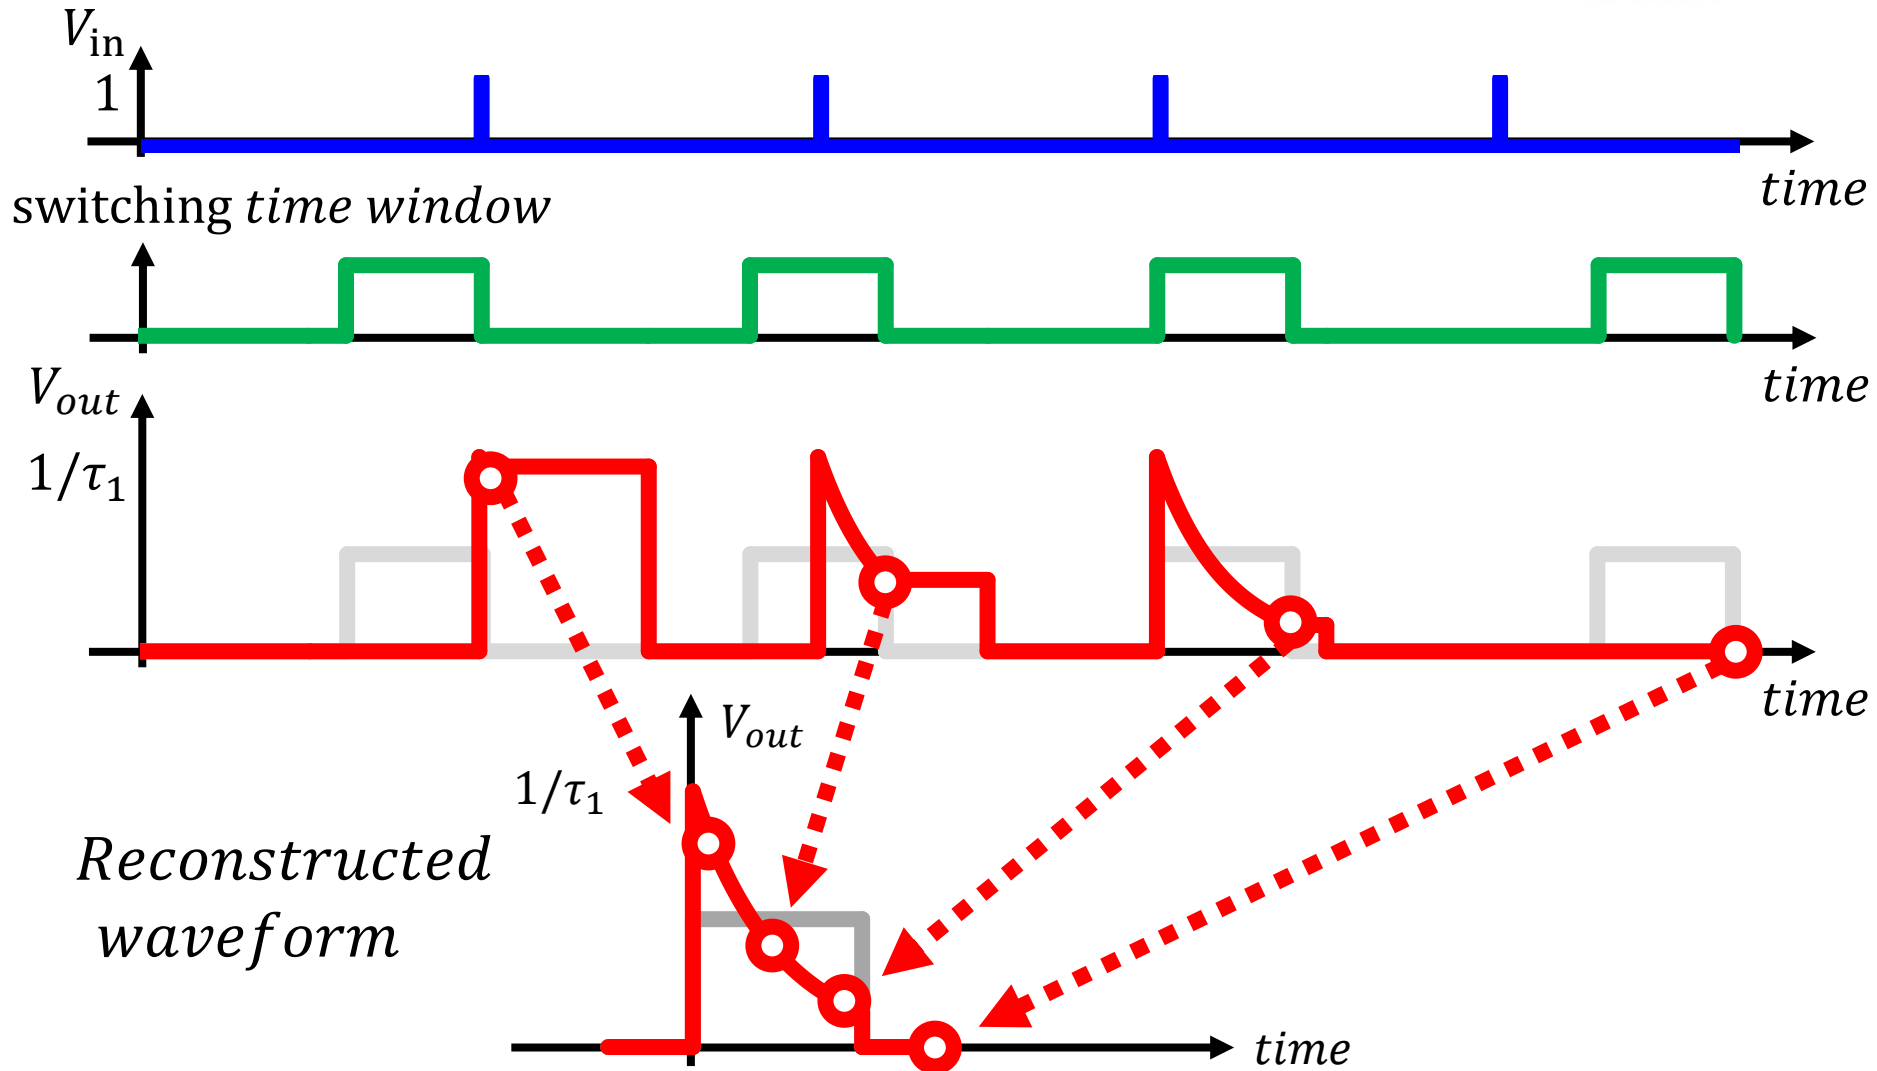 V_in
1
time
switching time window
time
V_out
1/τ_1
time
V_out
1/τ_1
Reconstructed
waveform
time